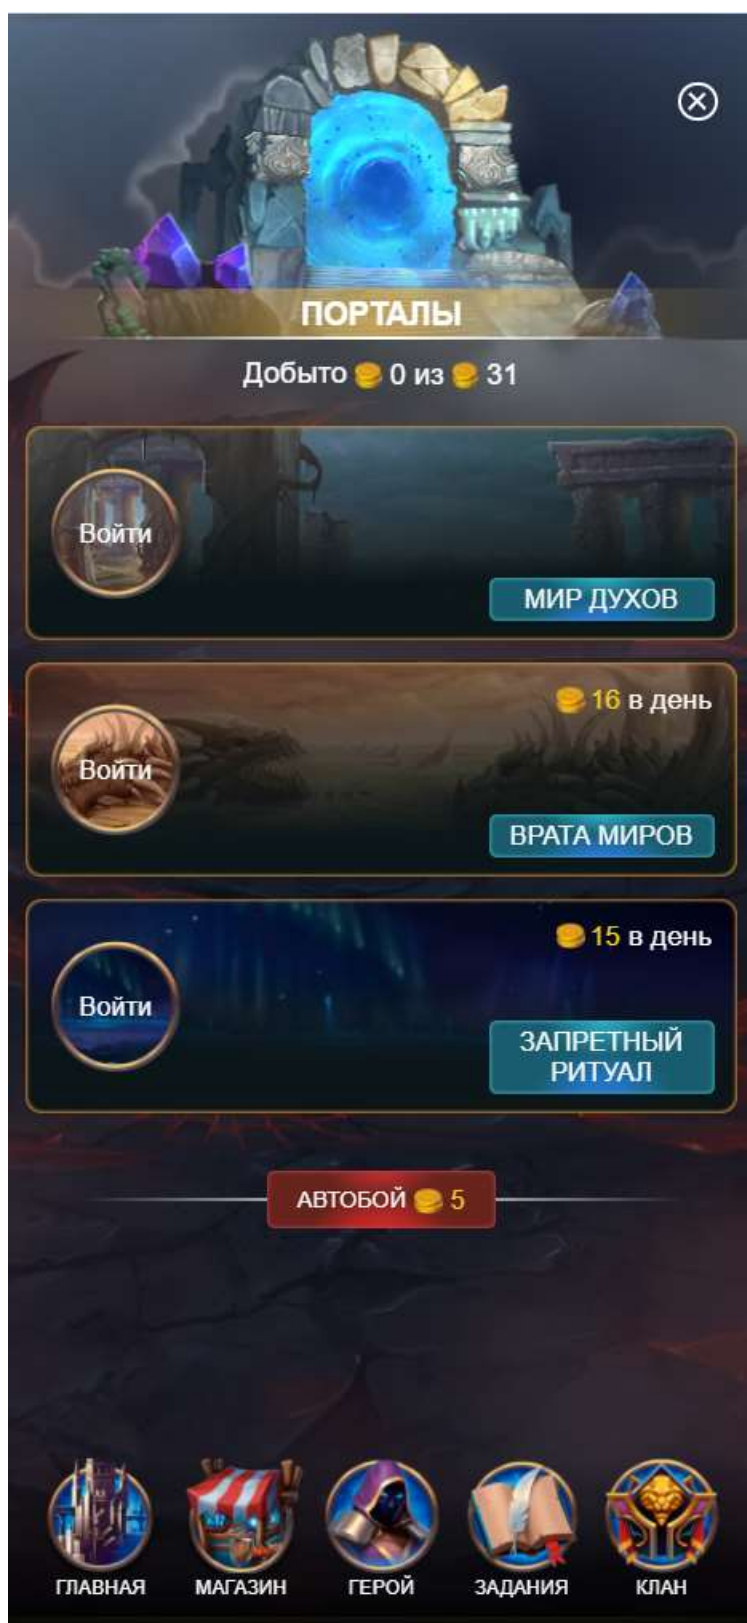 ПОРТАЛЫ
Добыто 0 из 31
Войти
МИР ДУХОВ
16 в день
Войти
ВРАТА МИРОВ
15 в день
Войти
ЗАПРЕТНЫЙ
РИТУАЛ
АВТОБОЙ 5
ГЛАВНАЯ МАГАЗИН ГЕРОЙ ЗАДАНИЯ КЛАН